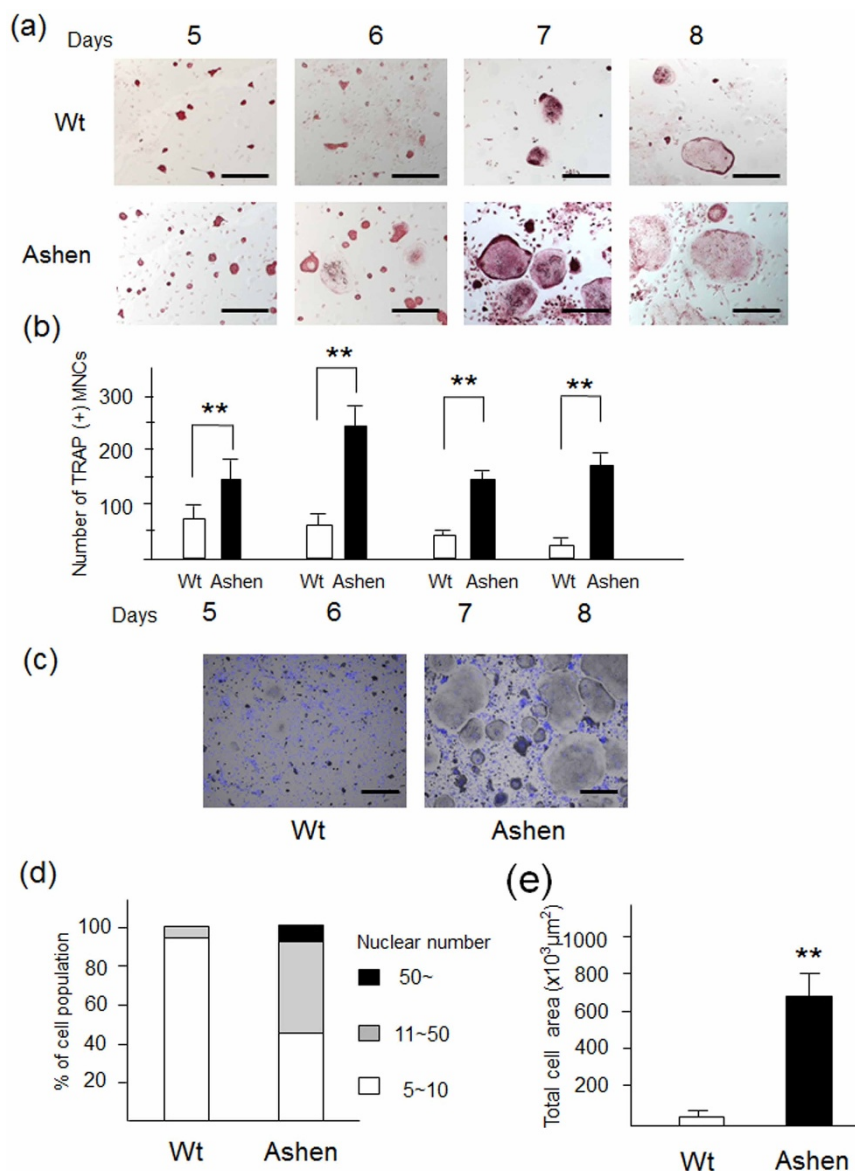 (a)
Days 5 6 7 8
Wt
Ashen
(b)
Number of TRAP (+) MNCs
300
200
100
** ** ** **
Wt Ashen Wt Ashen Wt Ashen Wt Ashen
Days 5 6 7 8
(c)
Wt Ashen
(d)
% of cell population
100
80
60
40
20
Wt Ashen
Nuclear number
50~
11~50
5~10
(e)
Total cell area (x10³μm²)
1000
800
600
400
200
**
Wt Ashen